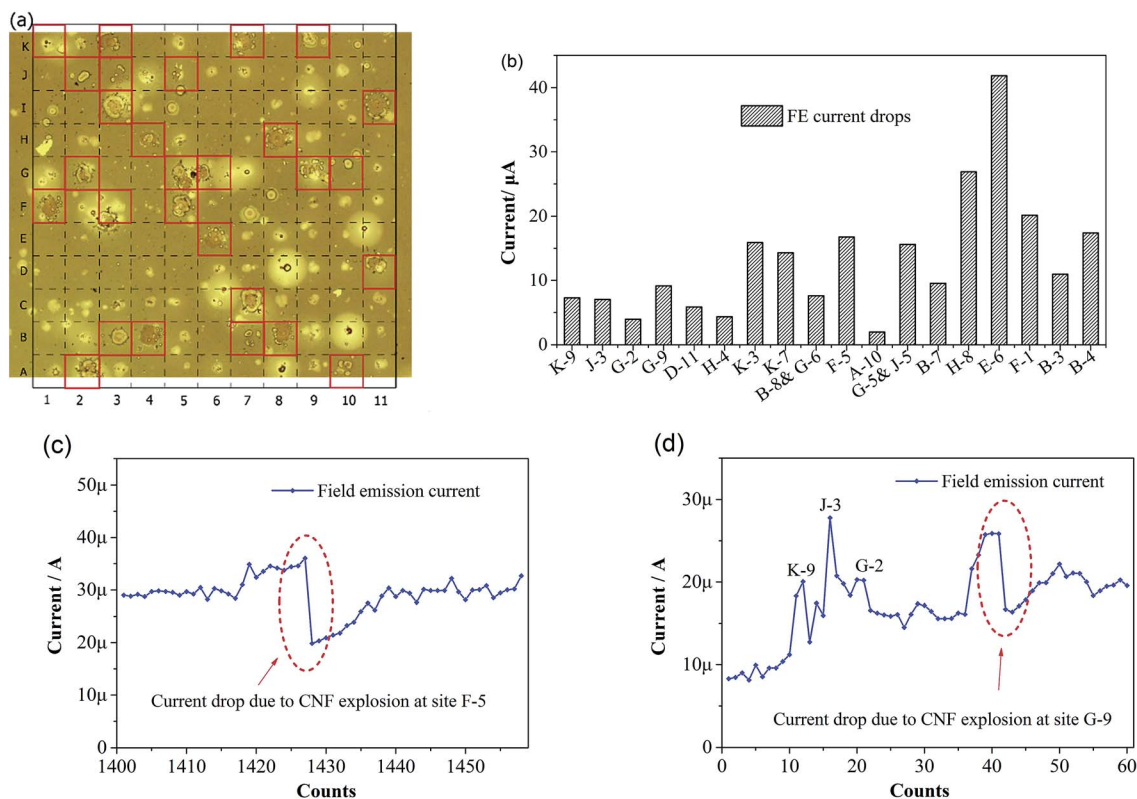 (a)
K
J
I
H
G
F
E
D
C
B
A
1 2 3 4 5 6 7 8 9 10 11
(b)
FE current drops
Current/ µA
40
30
20
10
0
K-9 J-3 G-2 G-9 D-11 H-4 K-3 K-7 B-8& G-6 F-5 A-10 G-5& J-5 B-7 H-8 E-6 F-1 B-3 B-4
(c)
Field emission current
Current / A
50µ
40µ
30µ
20µ
10µ
0
Current drop due to CNF explosion at site F-5
1400 1410 1420 1430 1440 1450
Counts
(d)
Field emission current
Current / A
30µ
20µ
10µ
0
J-3
K-9
G-2
Current drop due to CNF explosion at site G-9
0 10 20 30 40 50 60
Counts